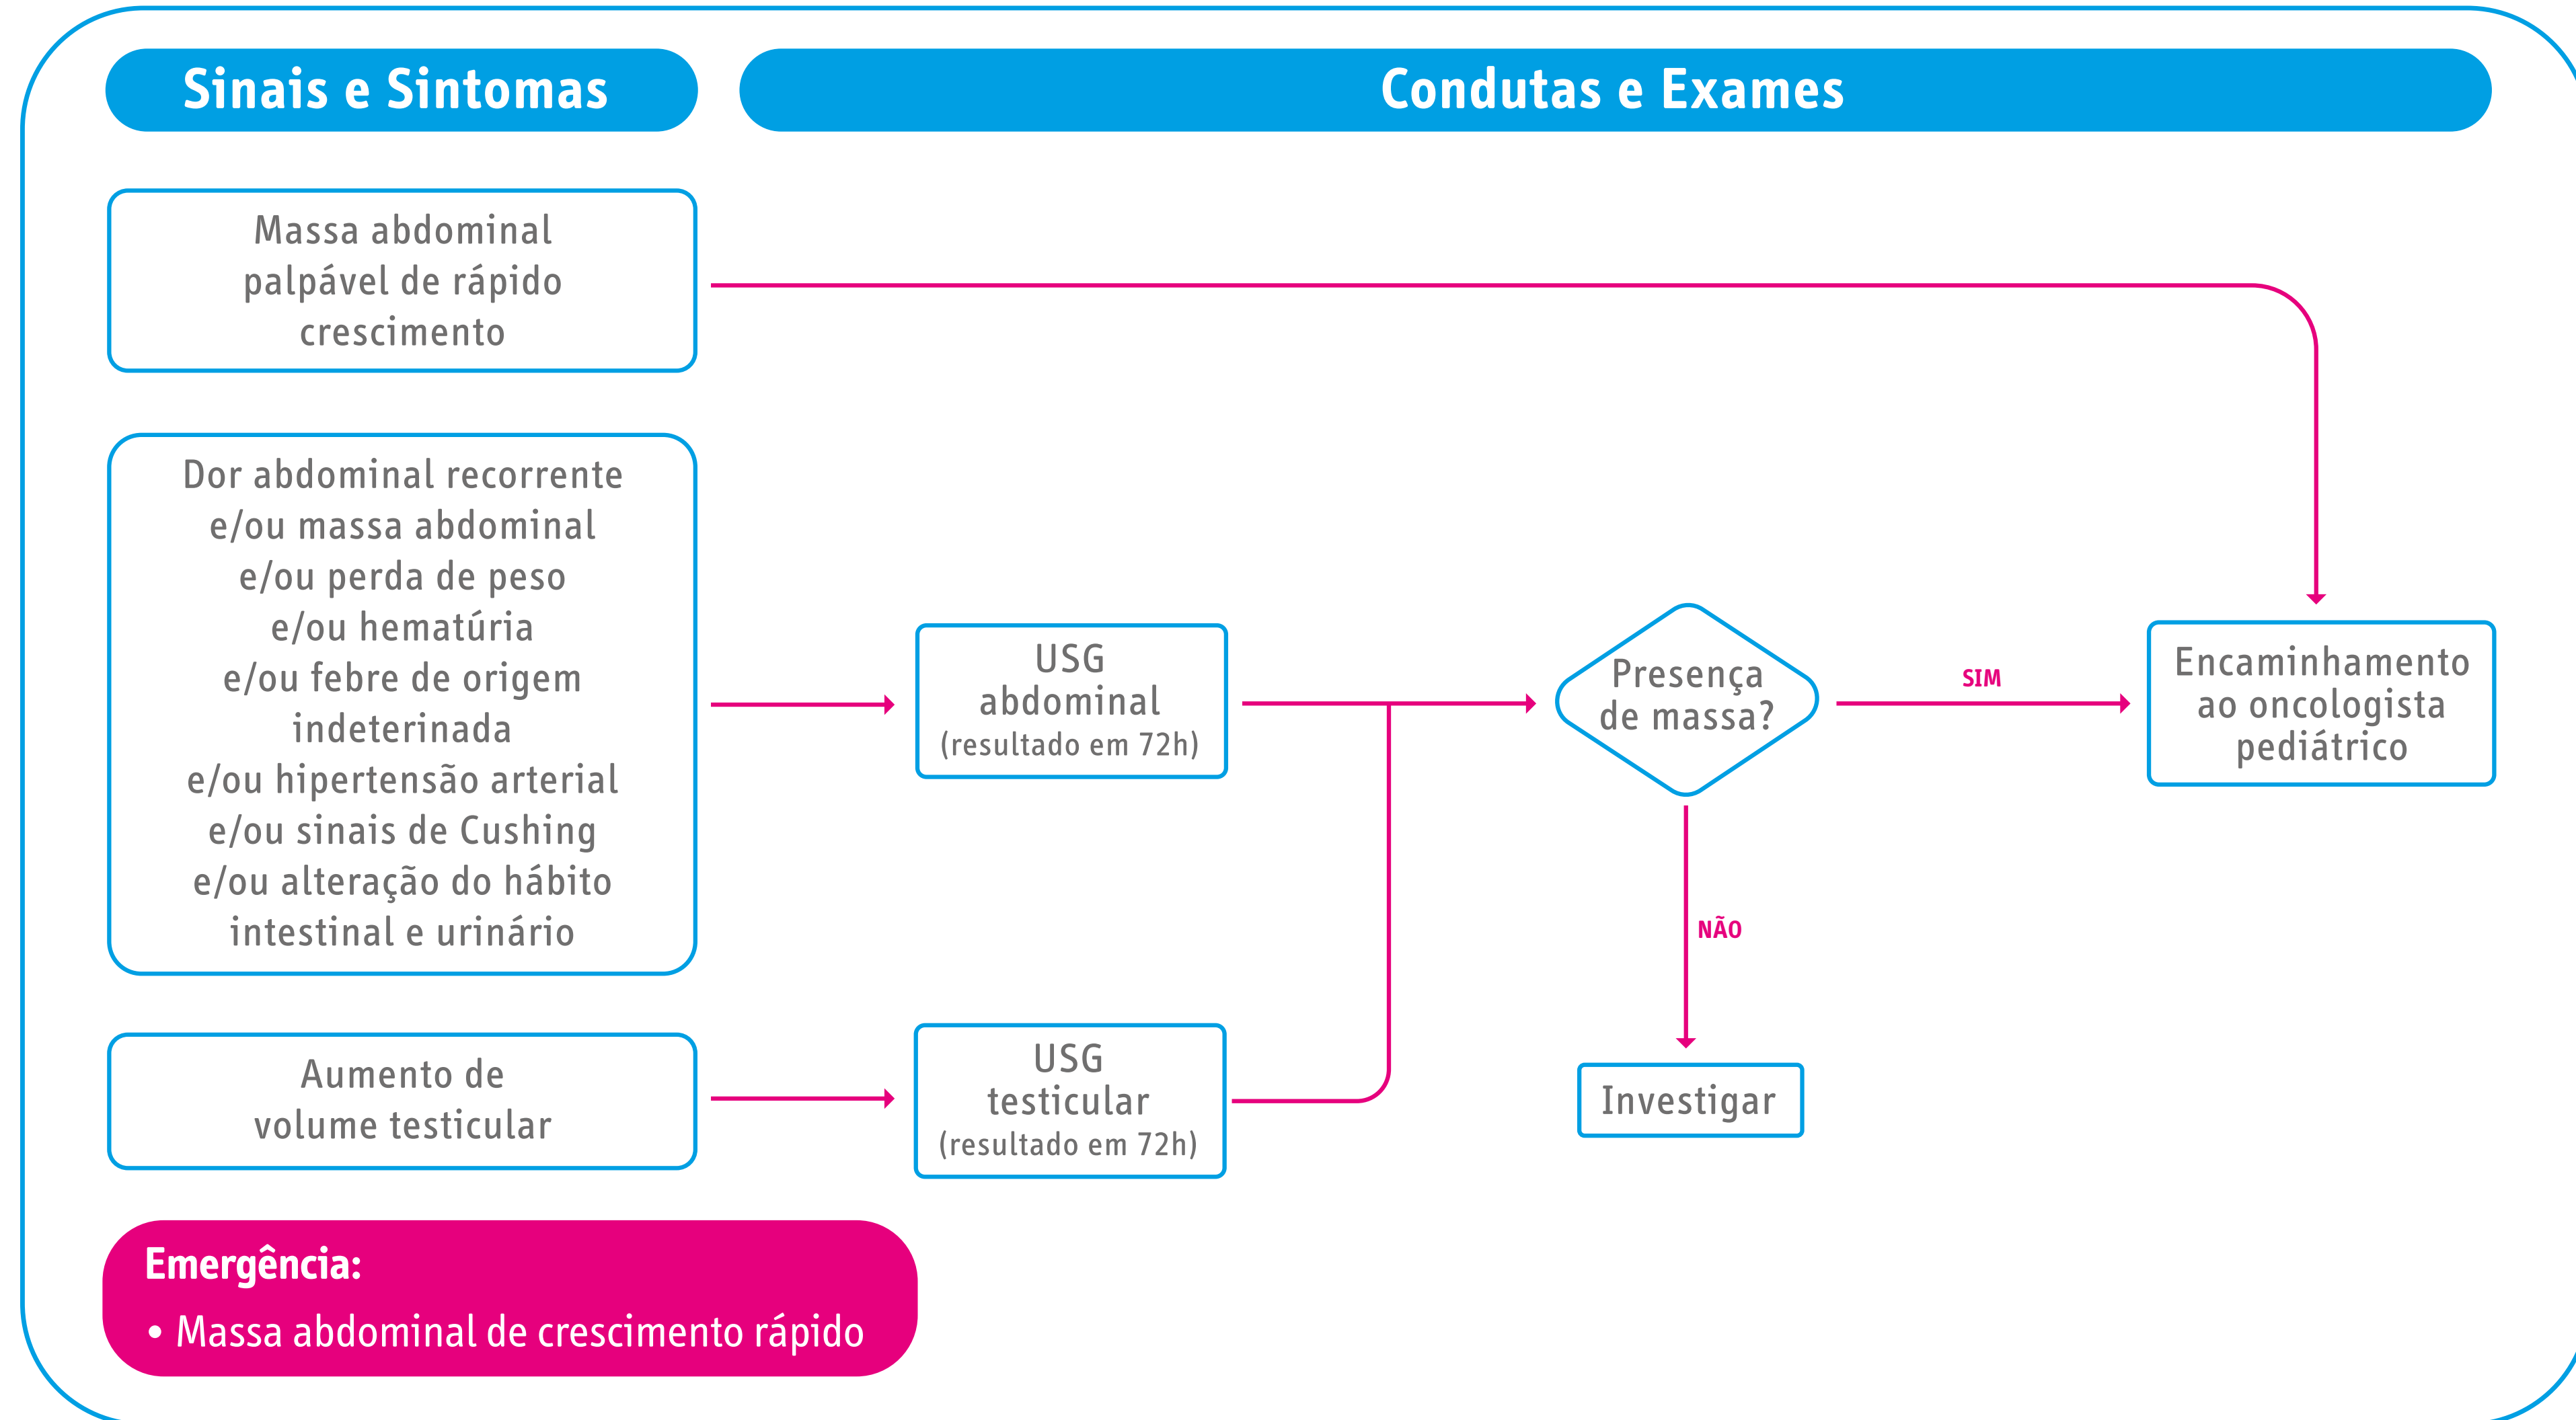 Sinais e Sintomas
Condutas e Exames
Massa abdominal
palpável de rápido
crescimento
Dor abdominal recorrente
e/ou massa abdominal
e/ou perda de peso
e/ou hematúria
e/ou febre de origem
indeterinada
e/ou hipertensão arterial
e/ou sinais de Cushing
e/ou alteração do hábito
intestinal e urinário
USG
abdominal
(resultado em 72h)
Presença
de massa?
SIM
Encaminhamento
ao oncologista
pediátrico
NÃO
Investigar
Aumento de
volume testicular
USG
testicular
(resultado em 72h)
Emergência:
• Massa abdominal de crescimento rápido